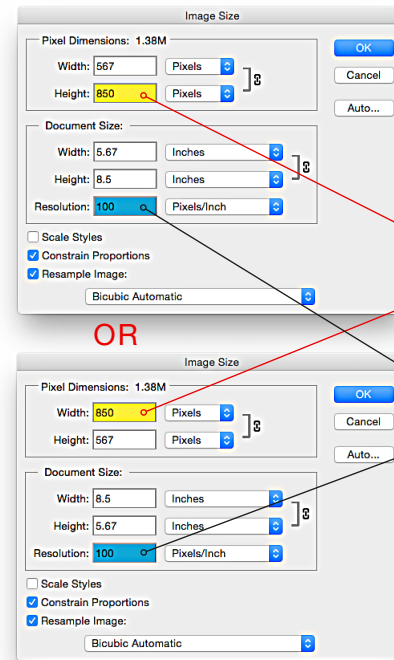 Image Size
Pixel Dimensions: 1.38M
OK
Width: 567 Pixels
Cancel
Height: 850 Pixels
Auto...
Document Size:
Width: 5.67 Inches
Height: 8.5 Inches
Resolution: 100 Pixels/Inch
Scale Styles
Constrain Proportions
Resample Image:
Bicubic Automatic
OR
Image Size
Pixel Dimensions: 1.38M
OK
Width: 850 Pixels
Cancel
Height: 567 Pixels
Auto...
Document Size:
Width: 8.5 Inches
Height: 5.67 Inches
Resolution: 100 Pixels/Inch
Scale Styles
Constrain Proportions
Resample Image:
Bicubic Automatic